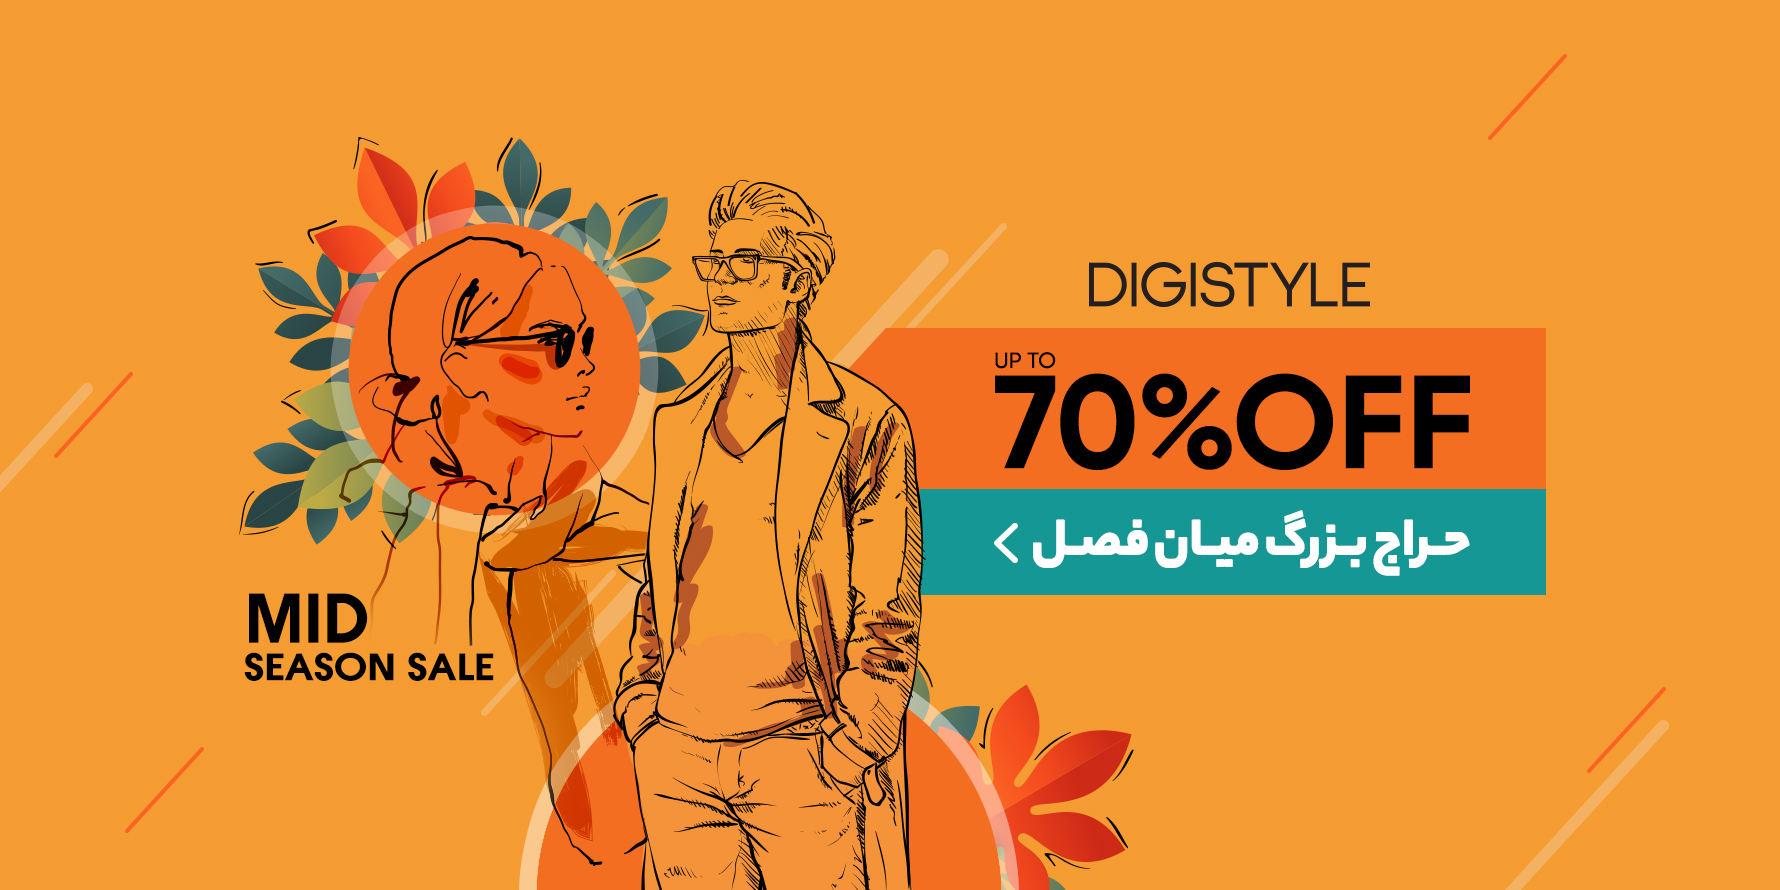 DIGISTYLE
UP TO
70%OFF
حراج بزرگ میان فصل >
MID
SEASON SALE